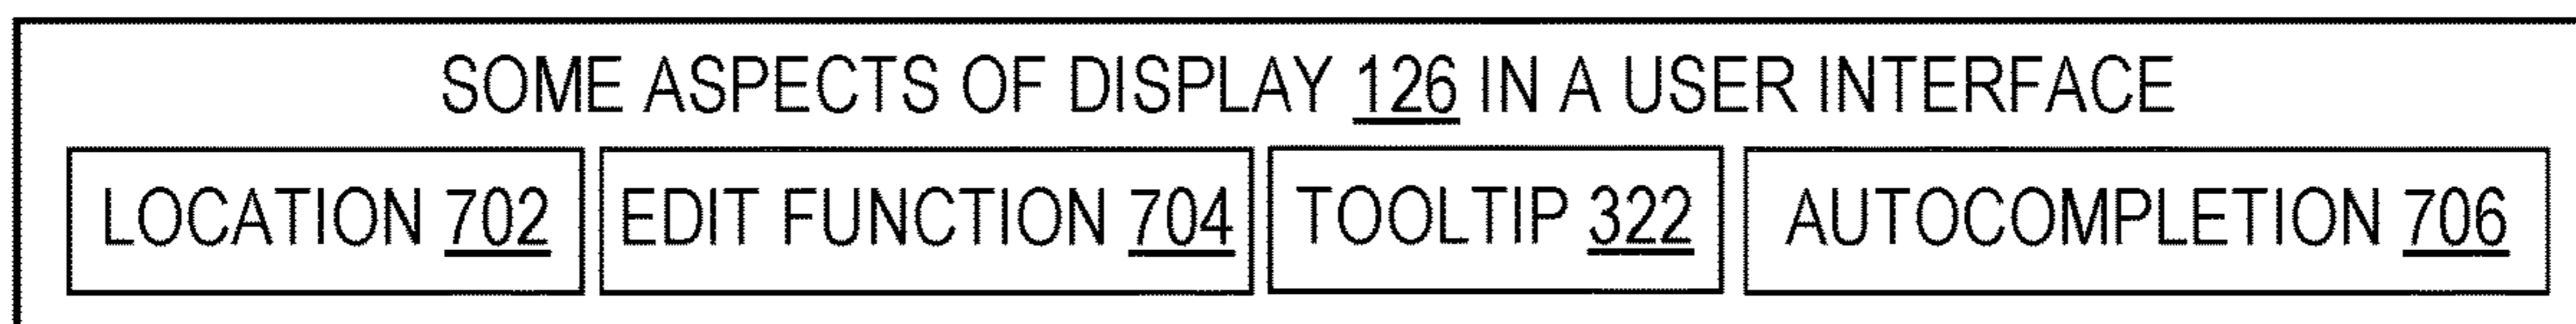 SOME ASPECTS OF DISPLAY 126 IN A USER INTERFACE
LOCATION 702 EDIT FUNCTION 704 TOOLTIP 322 AUTOCOMPLETION 706